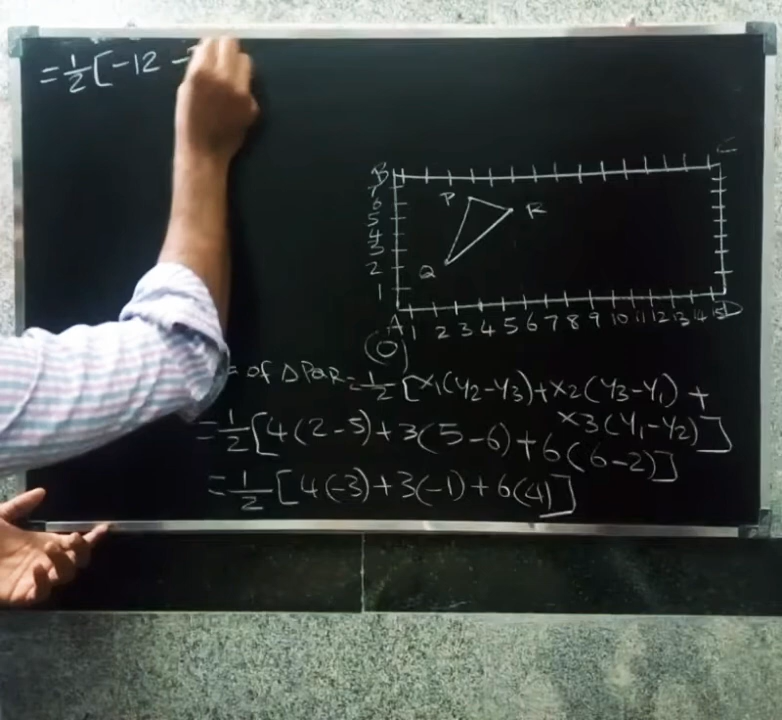 = 1/2 [-12 -
B
C
7
6
5
4
3
2
1
P
R
Q
A 1 2 3 4 5 6 7 8 9 10 11 12 13 14 15 D
(O)
of △PQR = 1/2 [x1(y2-y3)+x2(y3-y1) +
x3(y1-y2)]
= 1/2 [4(2-5)+3(5-6)+6(6-2)]
= 1/2 [4(-3)+3(-1)+6(4)]